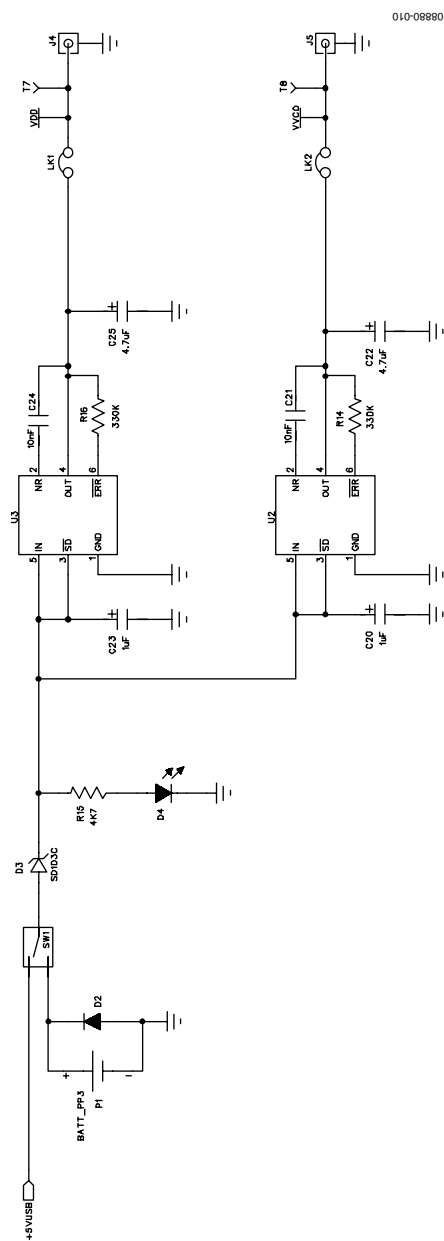 +5VUSB
BATT_PP3
P1
+
-
D2
SW1
D3
SD103C
R15
4K7
D4
C23
1uF
+
U3
5
IN
3
SD
1
GND
NR
2
OUT
4
ERR
6
C24
10nF
R16
330K
C25
4.7uF
+
LK1
VDD
T7
J4
C20
1uF
+
U2
5
IN
3
SD
1
GND
NR
2
OUT
4
ERR
6
C21
10nF
R14
330K
C22
4.7uF
+
LK2
VVCO
T8
J5
08880-010